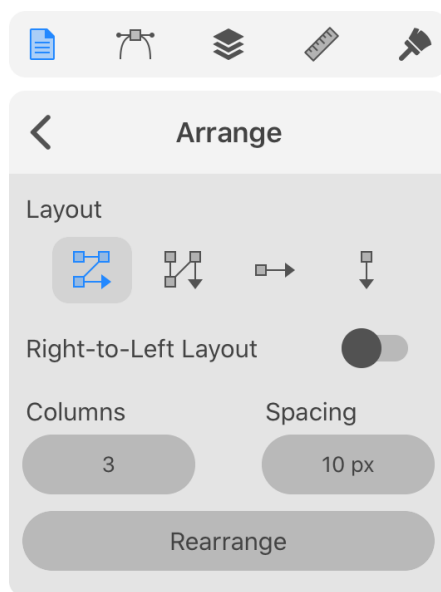 Arrange
Layout
Right-to-Left Layout
Columns Spacing
3 10 px
Rearrange